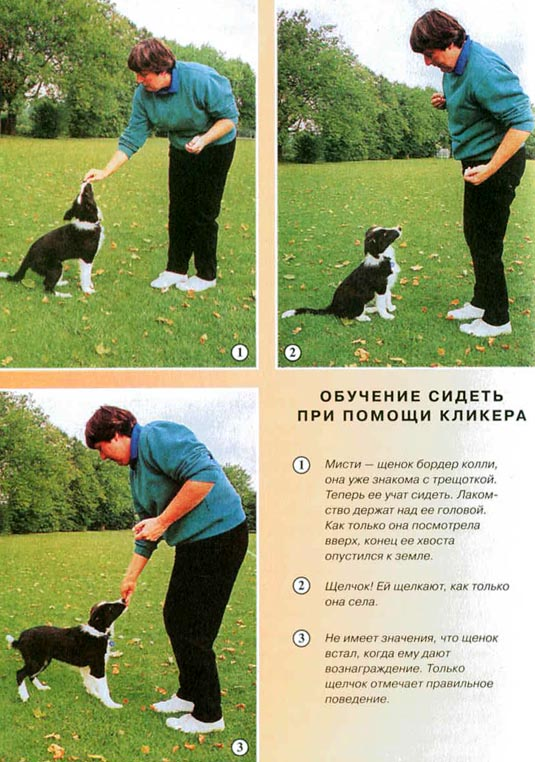 1
2
3
ОБУЧЕНИЕ СИДЕТЬ
ПРИ ПОМОЩИ КЛИКЕРА
1 Мисти — щенок бордер колли,
она уже знакома с трещоткой.
Теперь ее учат сидеть. Лаком-
ство держат над ее головой.
Как только она посмотрела
вверх, конец ее хвоста
опустился к земле.
2 Щелчок! Ей щелкают, как только
она села.
3 Не имеет значения, что щенок
встал, когда ему дают
вознаграждение. Только
щелчок отмечает правильное
поведение.